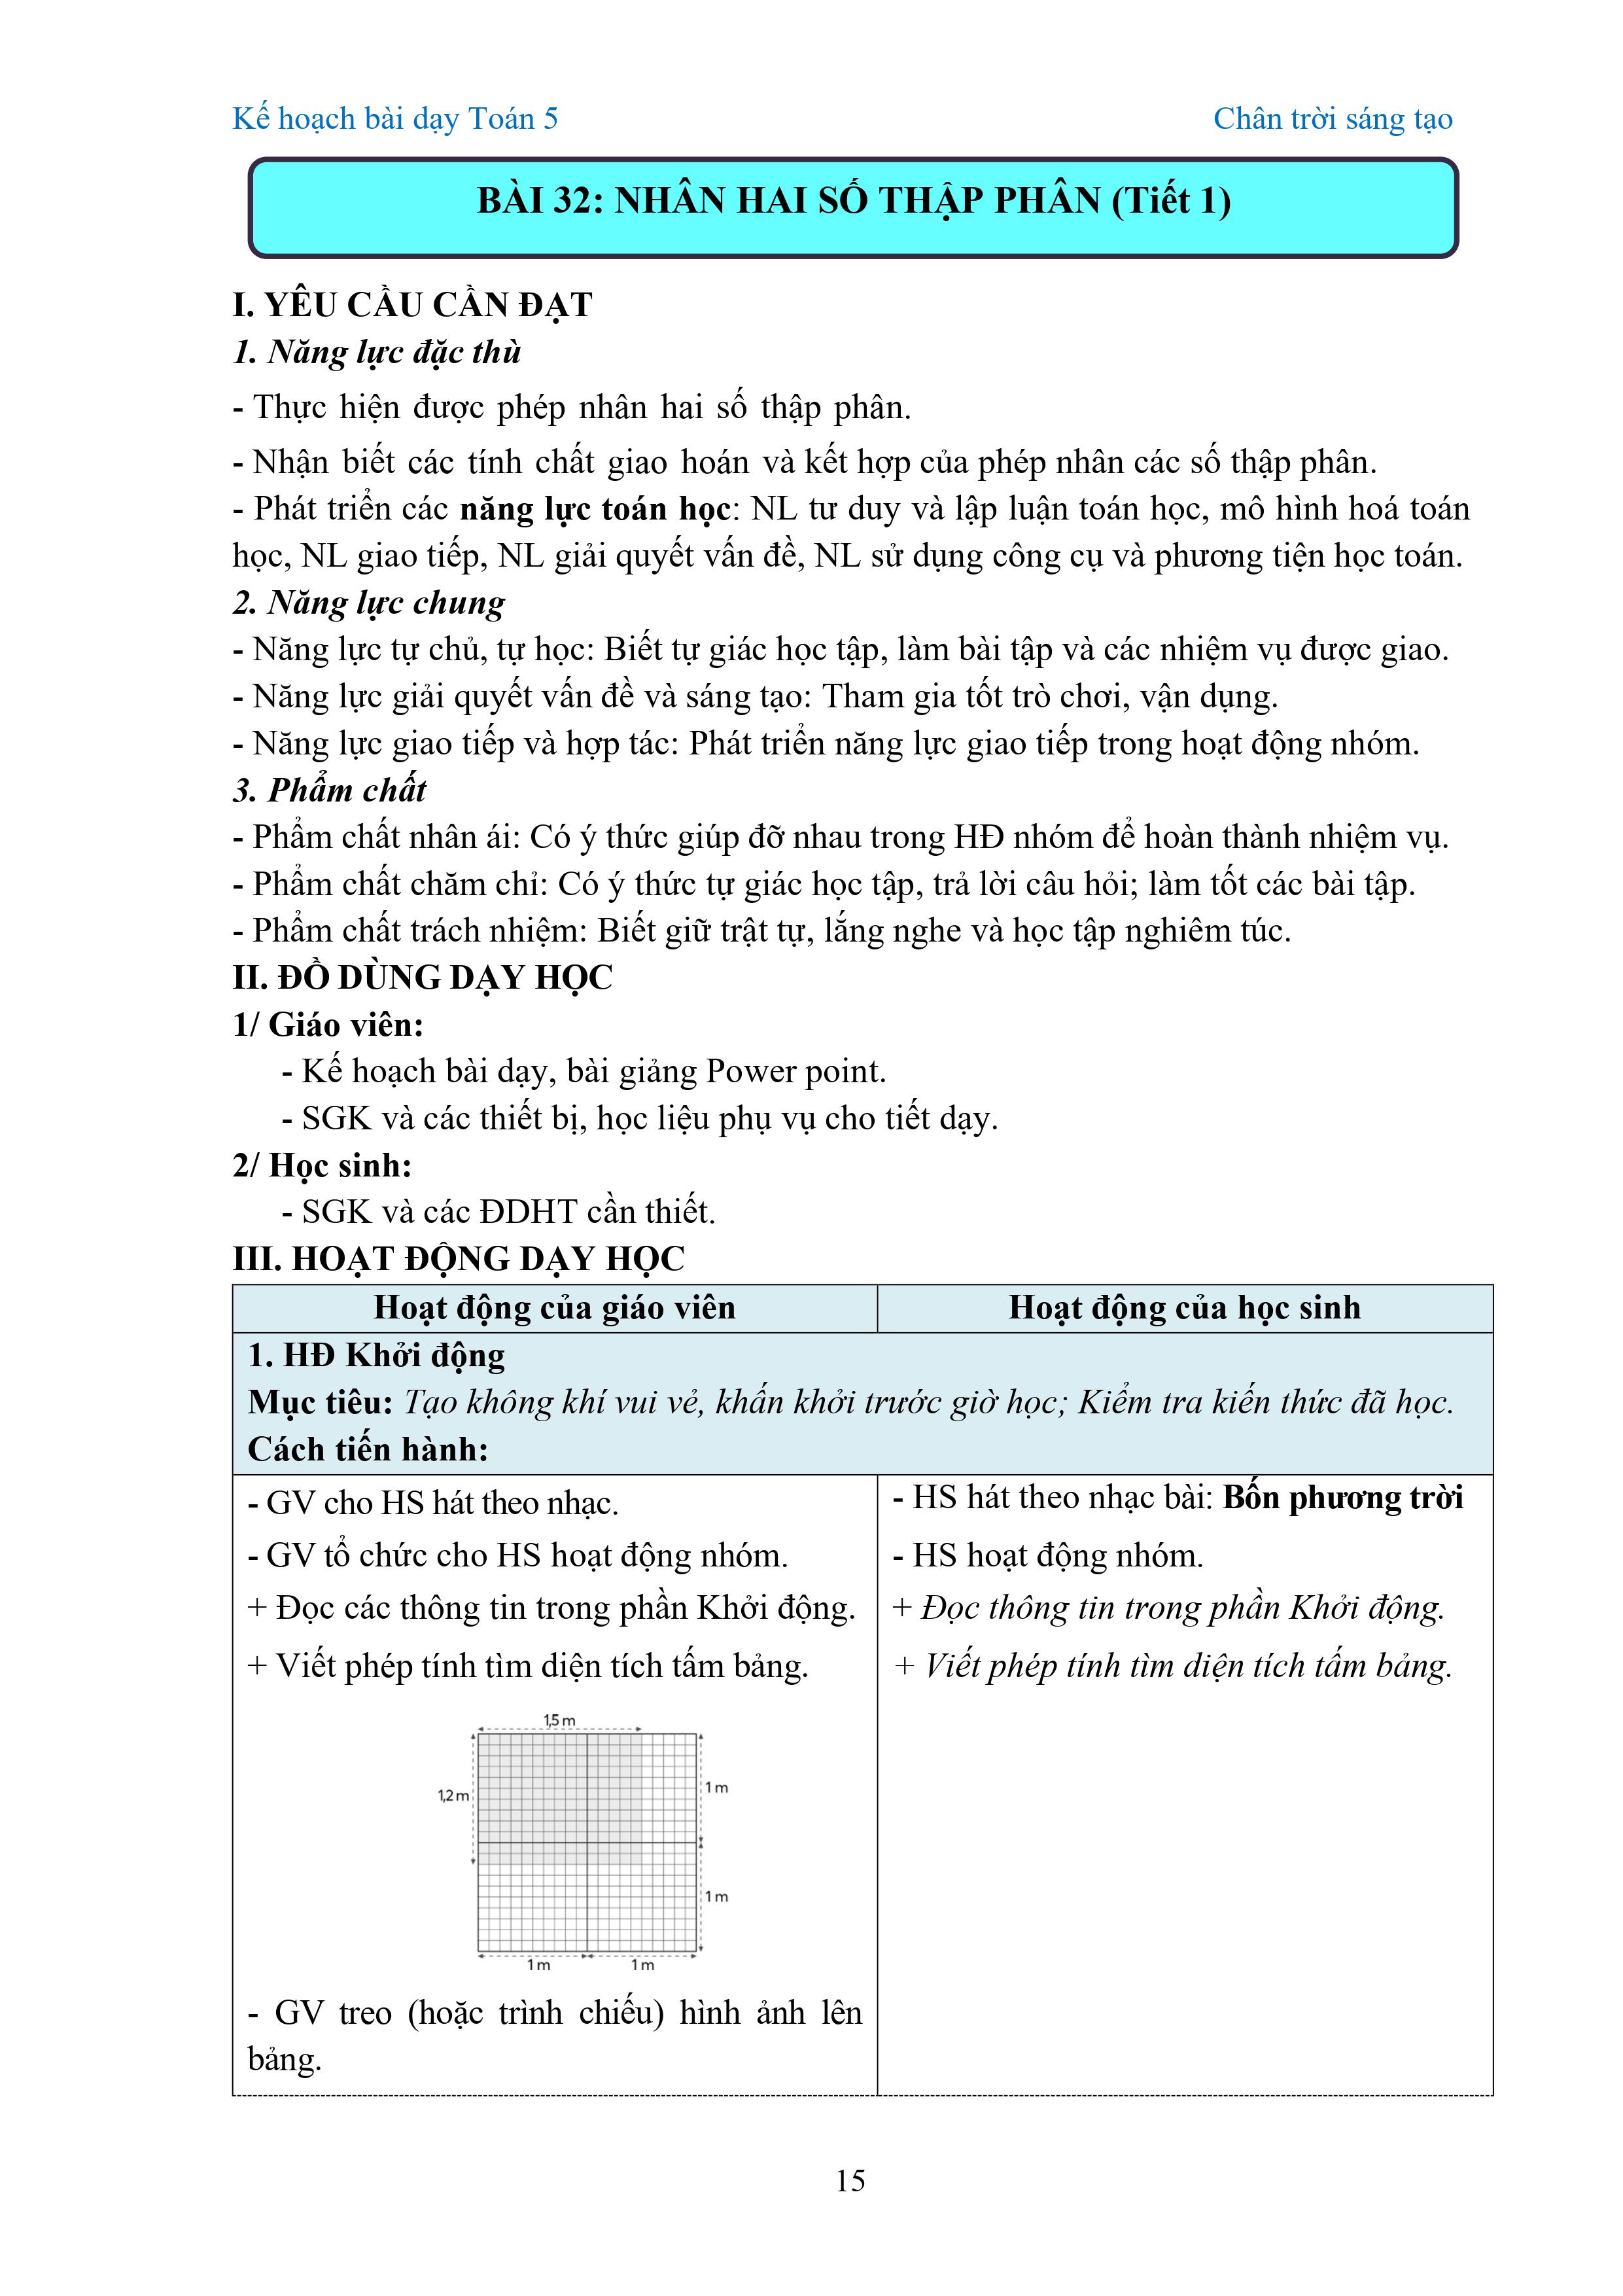 Kế hoạch bài dạy Toán 5 Chân trời sáng tạo
BÀI 32: NHÂN HAI SỐ THẬP PHÂN (Tiết 1)
I. YÊU CẦU CẦN ĐẠT
1. Năng lực đặc thù
- Thực hiện được phép nhân hai số thập phân.
- Nhận biết các tính chất giao hoán và kết hợp của phép nhân các số thập phân.
- Phát triển các năng lực toán học: NL tư duy và lập luận toán học, mô hình hoá toán
học, NL giao tiếp, NL giải quyết vấn đề, NL sử dụng công cụ và phương tiện học toán.
2. Năng lực chung
- Năng lực tự chủ, tự học: Biết tự giác học tập, làm bài tập và các nhiệm vụ được giao.
- Năng lực giải quyết vấn đề và sáng tạo: Tham gia tốt trò chơi, vận dụng.
- Năng lực giao tiếp và hợp tác: Phát triển năng lực giao tiếp trong hoạt động nhóm.
3. Phẩm chất
- Phẩm chất nhân ái: Có ý thức giúp đỡ nhau trong HĐ nhóm để hoàn thành nhiệm vụ.
- Phẩm chất chăm chỉ: Có ý thức tự giác học tập, trả lời câu hỏi; làm tốt các bài tập.
- Phẩm chất trách nhiệm: Biết giữ trật tự, lắng nghe và học tập nghiêm túc.
II. ĐỒ DÙNG DẠY HỌC
1/ Giáo viên:
- Kế hoạch bài dạy, bài giảng Power point.
- SGK và các thiết bị, học liệu phụ vụ cho tiết dạy.
2/ Học sinh:
- SGK và các ĐDHT cần thiết.
III. HOẠT ĐỘNG DẠY HỌC
Hoạt động của giáo viên
Hoạt động của học sinh
1. HĐ Khởi động
Mục tiêu: Tạo không khí vui vẻ, khấn khởi trước giờ học; Kiểm tra kiến thức đã học.
Cách tiến hành:
- GV cho HS hát theo nhạc.
- GV tổ chức cho HS hoạt động nhóm.
+ Đọc các thông tin trong phần Khởi động.
+ Viết phép tính tìm diện tích tấm bảng.
1,5 m
1,2 m
1 m
1 m
1 m
1 m
- GV treo (hoặc trình chiếu) hình ảnh lên
bảng.
- HS hát theo nhạc bài: Bốn phương trời
- HS hoạt động nhóm.
+ Đọc thông tin trong phần Khởi động.
+ Viết phép tính tìm diện tích tấm bảng.
15